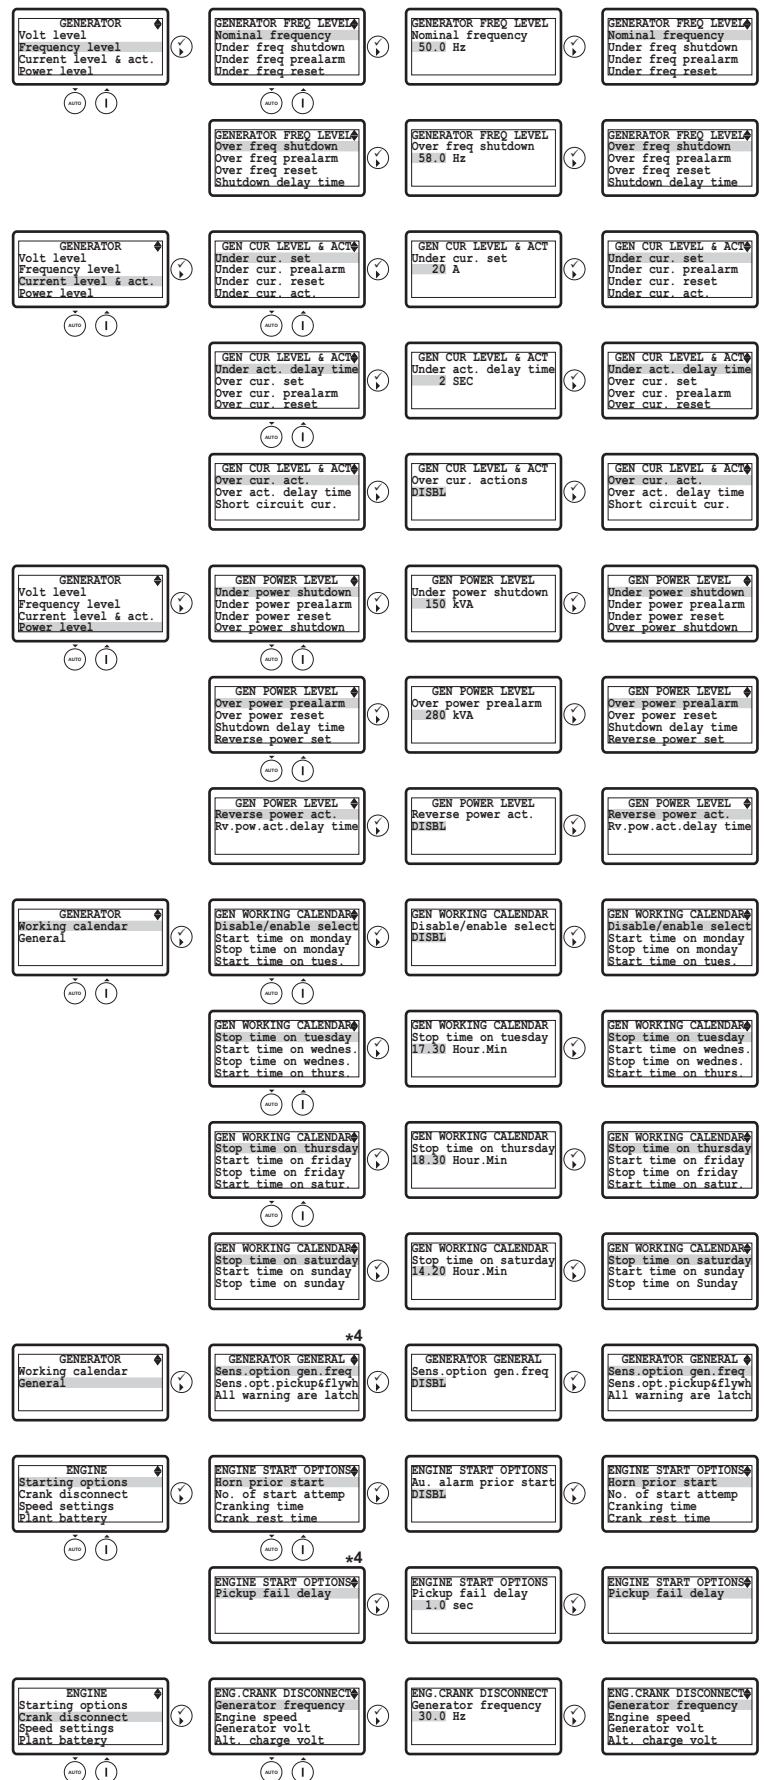 GENERATOR
Volt level
Frequency level
Current level & act.
Power level
GENERATOR FREQ LEVEL
Nominal frequency
Under freq shutdown
Under freq prealarm
Under freq reset
GENERATOR FREQ LEVEL
Nominal frequency
50.0 Hz
GENERATOR FREQ LEVEL
Nominal frequency
Under freq shutdown
Under freq prealarm
Under freq reset
AUTO I
AUTO I
GENERATOR FREQ LEVEL
Over freq shutdown
Over freq prealarm
Over freq reset
Shutdown delay time
GENERATOR FREQ LEVEL
Over freq shutdown
58.0 Hz
GENERATOR FREQ LEVEL
Over freq shutdown
Over freq prealarm
Over freq reset
Shutdown delay time
GENERATOR
Volt level
Frequency level
Current level & act.
Power level
GEN CUR LEVEL & ACT
Under cur. set
Under cur. prealarm
Under cur. reset
Under cur. act.
GEN CUR LEVEL & ACT
Under cur. set
20 A
GEN CUR LEVEL & ACT
Under cur. set
Under cur. prealarm
Under cur. reset
Under cur. act.
AUTO I
AUTO I
GEN CUR LEVEL & ACT
Under act. delay time
Over cur. set
Over cur. prealarm
Over cur. reset
GEN CUR LEVEL & ACT
Under act. delay time
2 SEC
GEN CUR LEVEL & ACT
Under act. delay time
Over cur. set
Over cur. prealarm
Over cur. reset
AUTO I
GEN CUR LEVEL & ACT
Over cur. act.
Over act. delay time
Short circuit cur.
GEN CUR LEVEL & ACT
Over cur. actions
DISBL
GEN CUR LEVEL & ACT
Over cur. act.
Over act. delay time
Short circuit cur.
GENERATOR
Volt level
Frequency level
Current level & act.
Power level
GEN POWER LEVEL
Under power shutdown
Under power prealarm
Under power reset
Over power shutdown
GEN POWER LEVEL
Under power shutdown
150 kVA
GEN POWER LEVEL
Under power shutdown
Under power prealarm
Under power reset
Over power shutdown
AUTO I
AUTO I
GEN POWER LEVEL
Over power prealarm
Over power reset
Shutdown delay time
Reverse power set
GEN POWER LEVEL
Over power prealarm
280 kVA
GEN POWER LEVEL
Over power prealarm
Over power reset
Shutdown delay time
Reverse power set
AUTO I
GEN POWER LEVEL
Reverse power act.
Rv.pow.act.delay time
GEN POWER LEVEL
Reverse power act.
DISBL
GEN POWER LEVEL
Reverse power act.
Rv.pow.act.delay time
GENERATOR
Working calendar
General
GEN WORKING CALENDAR
Disable/enable select
Start time on monday
Stop time on monday
Start time on tues.
GEN WORKING CALENDAR
Disable/enable select
DISBL
GEN WORKING CALENDAR
Disable/enable select
Start time on monday
Stop time on monday
Start time on tues.
AUTO I
AUTO I
GEN WORKING CALENDAR
Stop time on tuesday
Start time on wednes.
Stop time on wednes.
Start time on thurs.
GEN WORKING CALENDAR
Stop time on tuesday
17.30 Hour.Min
GEN WORKING CALENDAR
Stop time on tuesday
Start time on wednes.
Stop time on wednes.
Start time on thurs.
AUTO I
GEN WORKING CALENDAR
Stop time on thursday
Start time on friday
Stop time on friday
Start time on satur.
GEN WORKING CALENDAR
Stop time on thursday
18.30 Hour.Min
GEN WORKING CALENDAR
Stop time on thursday
Start time on friday
Stop time on friday
Start time on satur.
AUTO I
GEN WORKING CALENDAR
Stop time on saturday
Start time on sunday
Stop time on sunday
GEN WORKING CALENDAR
Stop time on saturday
14.20 Hour.Min
GEN WORKING CALENDAR
Stop time on saturday
Start time on sunday
Stop time on Sunday
*4
GENERATOR
Working calendar
General
GENERATOR GENERAL
Sens.option gen.freq
Sens.opt.pickup&flywh
All warning are latch
GENERATOR GENERAL
Sens.option gen.freq
DISBL
GENERATOR GENERAL
Sens.option gen.freq
Sens.opt.pickup&flywh
All warning are latch
ENGINE
Starting options
Crank disconnect
Speed settings
Plant battery
ENGINE START OPTIONS
Horn prior start
No. of start attemp
Cranking time
Crank rest time
ENGINE START OPTIONS
Au. alarm prior start
DISBL
ENGINE START OPTIONS
Horn prior start
No. of start attemp
Cranking time
Crank rest time
AUTO I
AUTO I
*4
ENGINE START OPTIONS
Pickup fail delay
ENGINE START OPTIONS
Pickup fail delay
1.0 sec
ENGINE START OPTIONS
Pickup fail delay
ENGINE
Starting options
Crank disconnect
Speed settings
Plant battery
ENG.CRANK DISCONNECT
Generator frequency
Engine speed
Generator volt
Alt. charge volt
ENG.CRANK DISCONNECT
Generator frequency
30.0 Hz
ENG.CRANK DISCONNECT
Generator frequency
Engine speed
Generator volt
Alt. charge volt
AUTO I
AUTO I